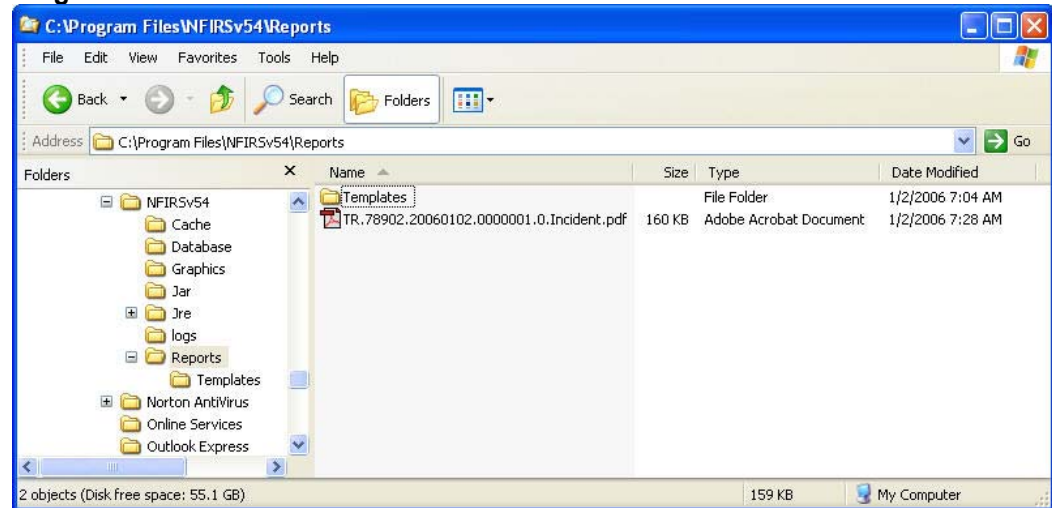 C:\Program Files\NFIRSv54\Reports
File Edit View Favorites Tools Help
Back Search Folders
Address C:\Program Files\NFIRSv54\Reports Go
Folders
NFIRSv54
Cache
Database
Graphics
Jar
Jre
logs
Reports
Templates
Norton AntiVirus
Online Services
Outlook Express
Name Size Type Date Modified
Templates File Folder 1/2/2006 7:04 AM
TR.78902.20060102.0000001.0.Incident.pdf 160 KB Adobe Acrobat Document 1/2/2006 7:28 AM
2 objects (Disk free space: 55.1 GB) 159 KB My Computer